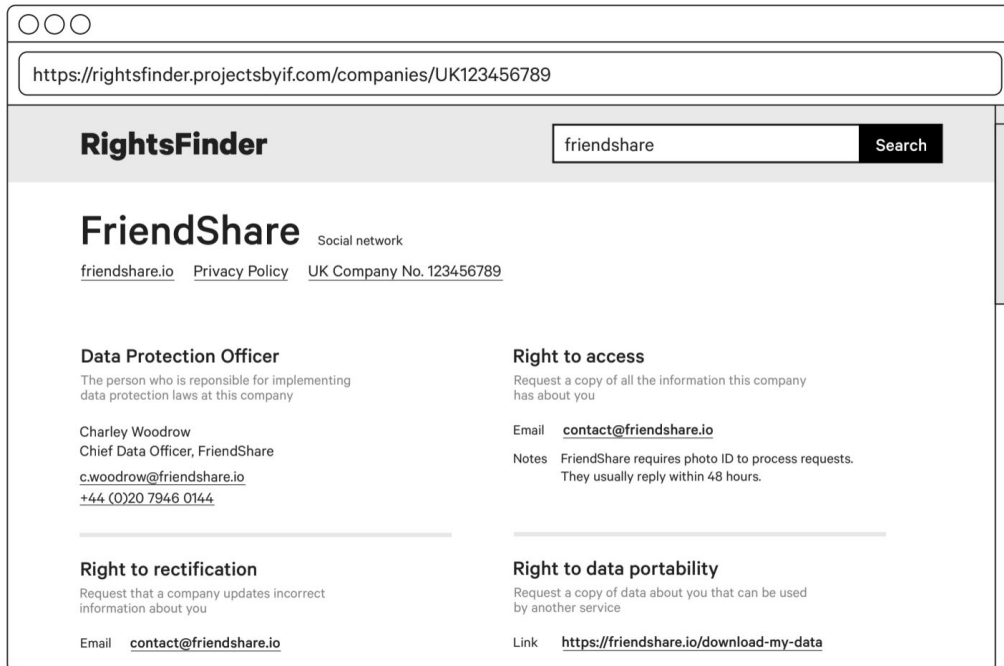 https://rightsfinder.projectsbyif.com/companies/UK123456789
RightsFinder
friendshare
Search
FriendShare Social network
friendshare.io Privacy Policy UK Company No. 123456789
Data Protection Officer
The person who is reponsible for implementing
data protection laws at this company
Charley Woodrow
Chief Data Officer, FriendShare
c.woodrow@friendshare.io
+44 (0)20 7946 0144
Right to access
Request a copy of all the information this company
has about you
Email contact@friendshare.io
Notes FriendShare requires photo ID to process requests.
They usually reply within 48 hours.
Right to rectification
Request that a company updates incorrect
information about you
Email contact@friendshare.io
Right to data portability
Request a copy of data about you that can be used
by another service
Link https://friendshare.io/download-my-data